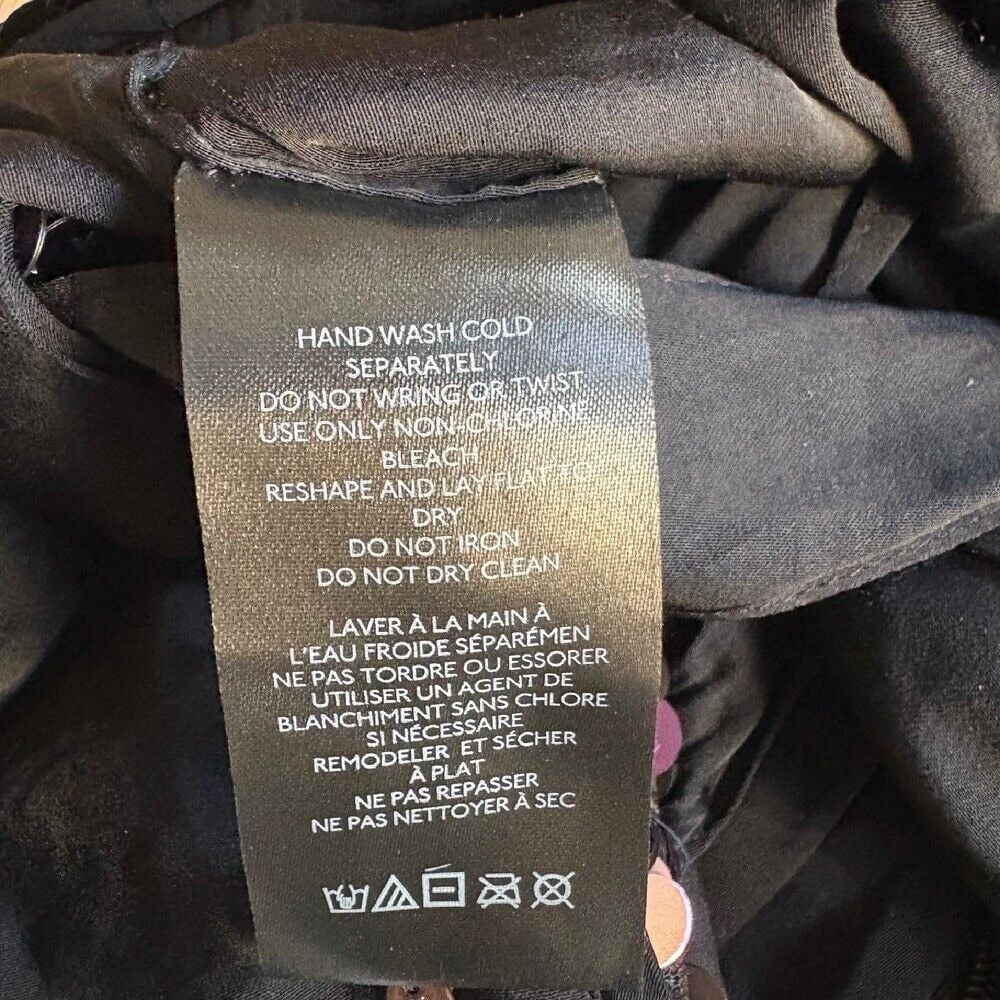 HAND WASH COLD
SEPARATELY
DO NOT WRING OR TWIST
USE ONLY NON-CHLORINE
BLEACH
RESHAPE AND LAY FLAT TO
DRY
DO NOT IRON
DO NOT DRY CLEAN
LAVER À LA MAIN À
L'EAU FROIDE SÉPARÉMEN
NE PAS TORDRE OU ESSORER
UTILISER UN AGENT DE
BLANCHIMENT SANS CHLORE
SI NÉCESSAIRE
REMODELER ET SÉCHER
À PLAT
NE PAS REPASSER
NE PAS NETTOYER À SEC